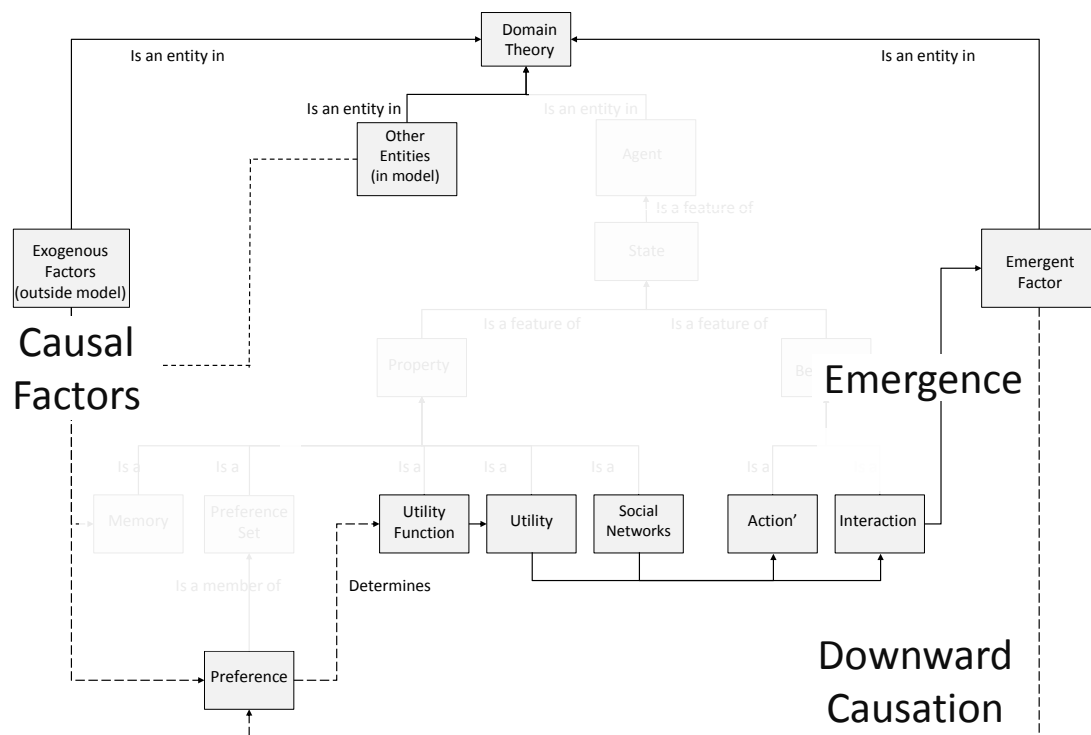 Domain
Theory
Is an entity in
Is an entity in
Is an entity in
Is an entity in
Other
Entities
(in model)
Agent
Is a feature of
State
Exogenous
Factors
(outside model)
Emergent
Factor
Is a feature of
Is a feature of
Causal
Factors
Property
Emergence
Is a
Is a
Is a
Is a
Is a
Is a
Memory
Preference
Set
Utility
Function
Utility
Social
Networks
Action’
Interaction
Is a member of
Determines
Preference
Downward
Causation